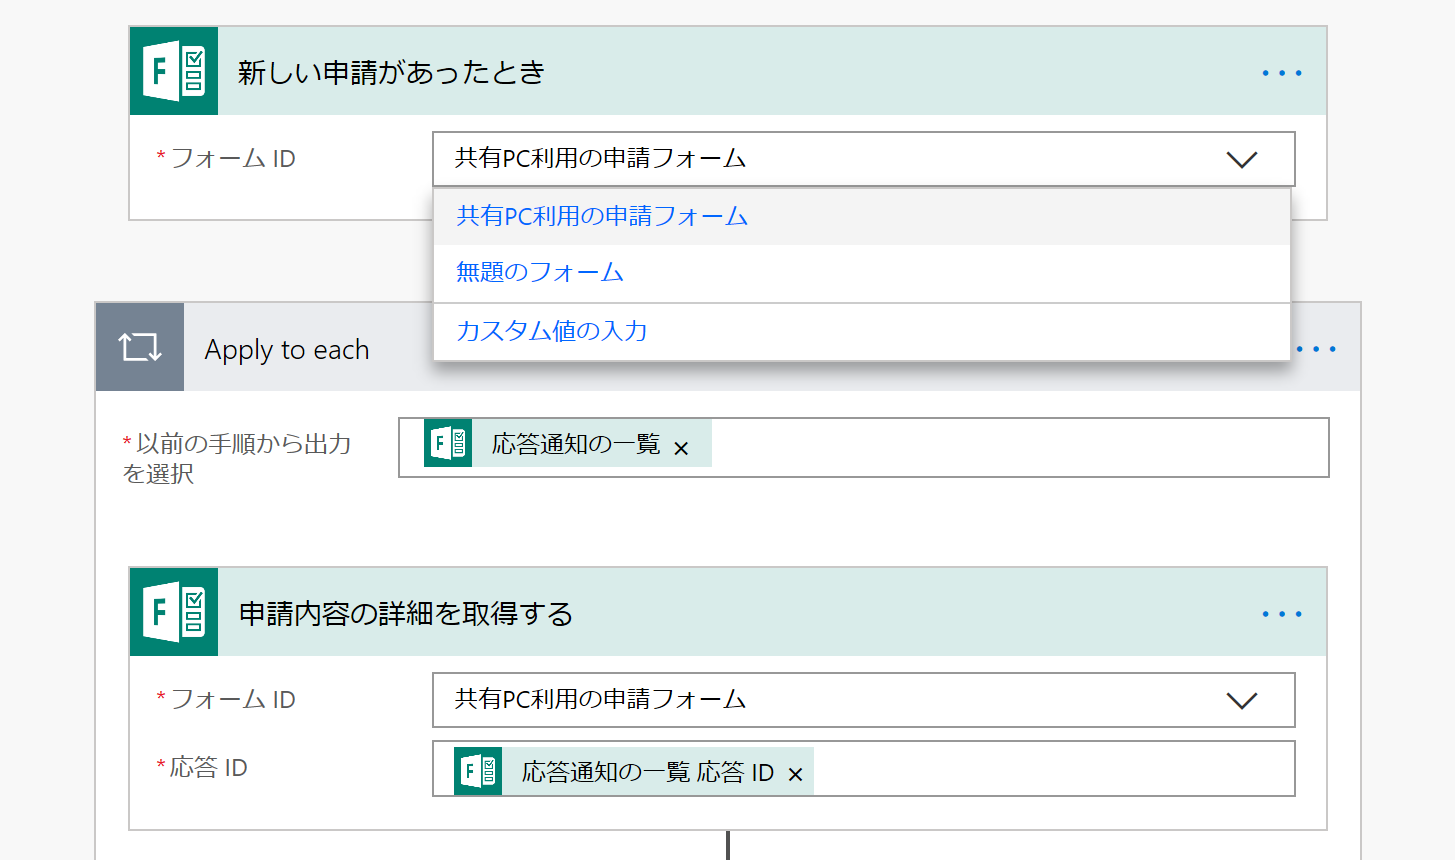 新しい申請があったとき
* フォーム ID
共有PC利用の申請フォーム
共有PC利用の申請フォーム
無題のフォーム
カスタム値の入力
Apply to each
* 以前の手順から出力
を選択
F 応答通知の一覧 ×
F 申請内容の詳細を取得する
* フォーム ID
共有PC利用の申請フォーム
* 応答 ID
F 応答通知の一覧 応答 ID ×